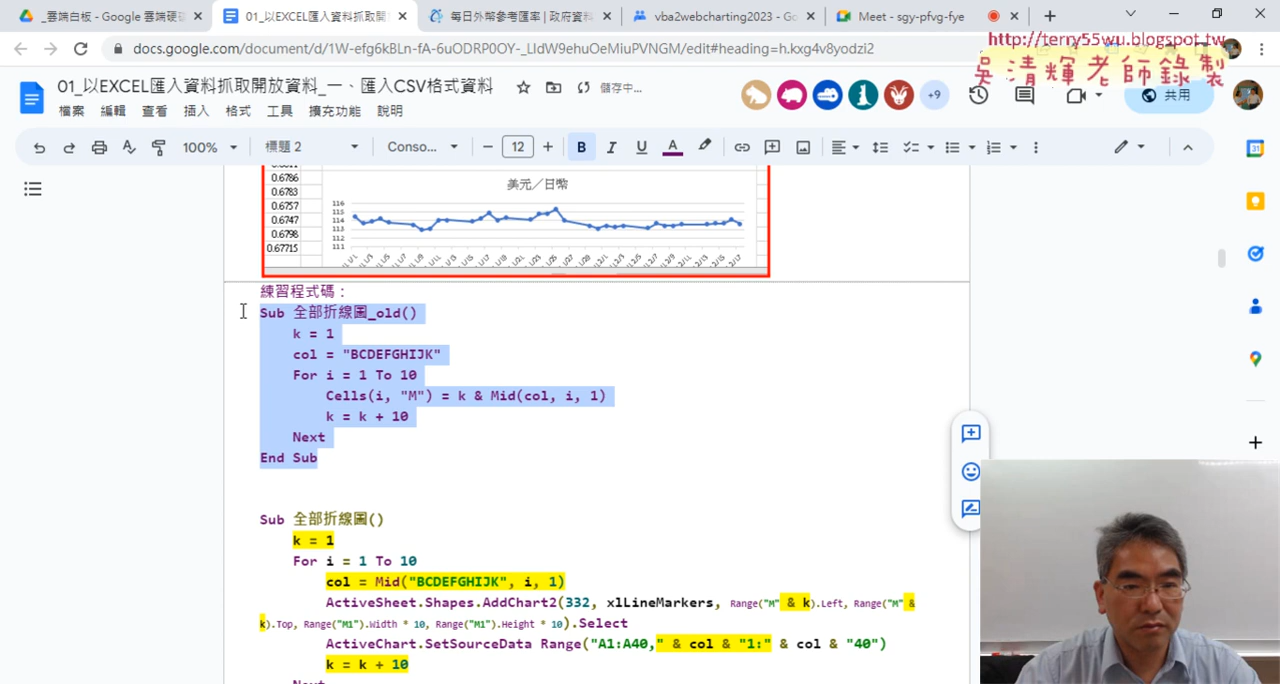 _雲端白板 - Google 雲端硬碟
01_以EXCEL匯入資料抓取開放
每日外幣參考匯率 | 政府資料
vba2webcharting2023 - Go
Meet - sgy-pfvg-fye
docs.google.com/document/d/1W-efg6kBLn-fA-6uODRP0OY-_LIdW9ehuOeMiuPVNGM/edit#heading=h.kxg4v8yodzi2
http://terry55wu.blogspot.tw
吳清輝老師錄製
01_以EXCEL匯入資料抓取開放資料_一、匯入CSV格式資料
儲存中...
+9
共用
檔案 編輯 查看 插入 格式 工具 擴充功能 說明
100% 標題 2 Conso... 12 B I U A
31
0.6786
0.6783
0.6757
0.6747
0.6798
0.67715
美元／日幣
116
115
114
113
112
111
練習程式碼：
Sub 全部折線圖_old()
k = 1
col = "BCDEFGHIJK"
For i = 1 To 10
Cells(i, "M") = k & Mid(col, i, 1)
k = k + 10
Next
End Sub
Sub 全部折線圖()
k = 1
For i = 1 To 10
col = Mid("BCDEFGHIJK", i, 1)
ActiveSheet.Shapes.AddChart2(332, xlLineMarkers, Range("M" & k).Left, Range("M" &
k).Top, Range("M1").Width * 10, Range("M1").Height * 10).Select
ActiveChart.SetSourceData Range("A1:A40," & col & "1:" & col & "40")
k = k + 10